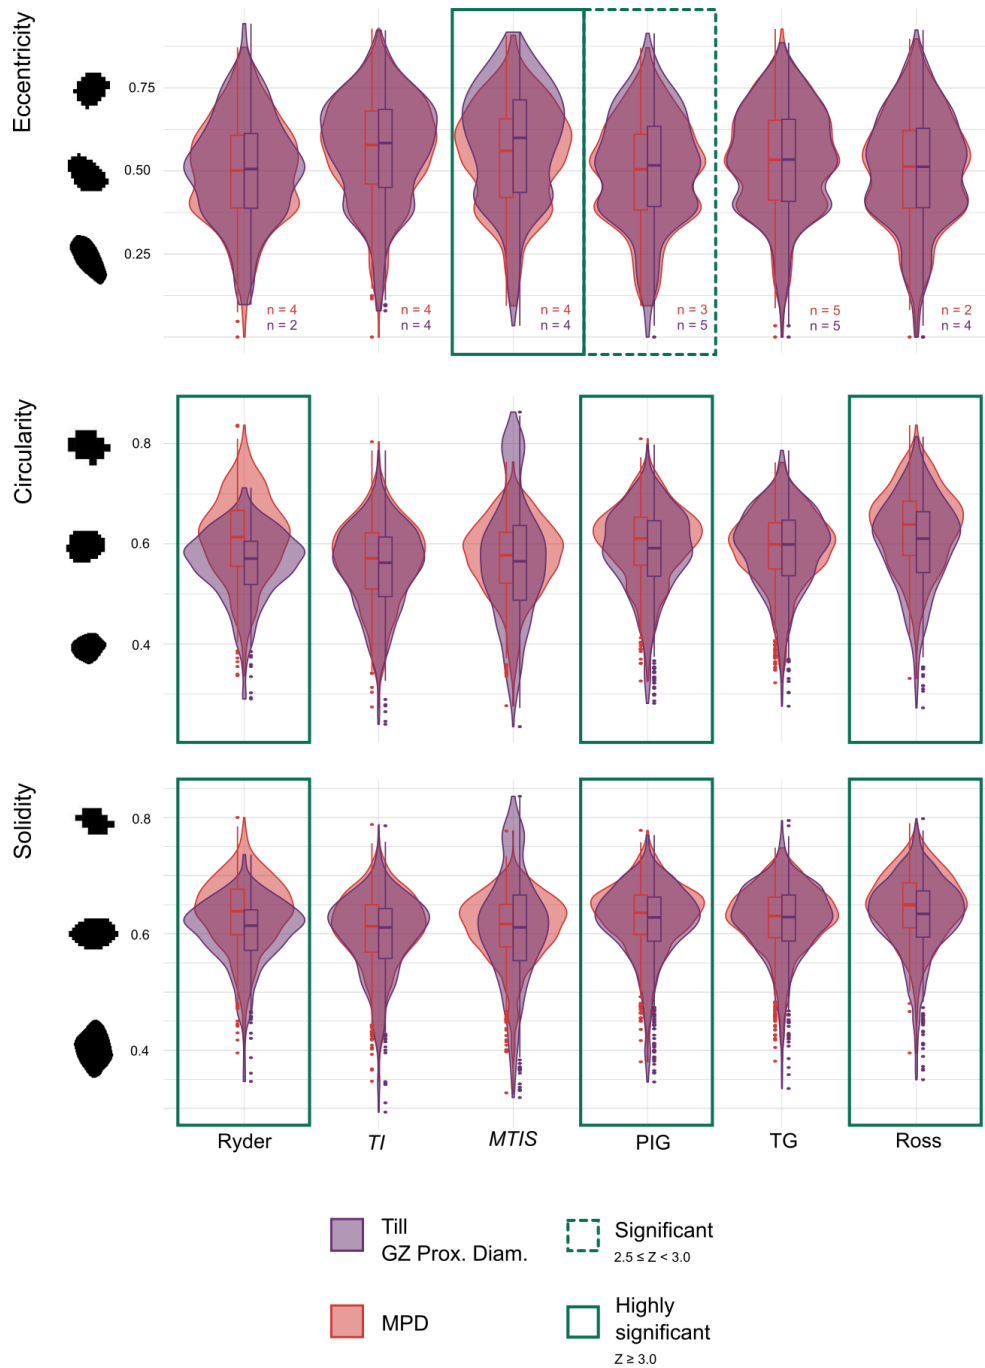 Eccentricity
0.75
0.50
0.25
n = 4
n = 2
n = 4
n = 4
n = 4
n = 4
n = 3
n = 5
n = 5
n = 5
n = 2
n = 4
Circularity
0.8
0.6
0.4
Solidity
0.8
0.6
0.4
Ryder
TI
MTIS
PIG
TG
Ross
Till
GZ Prox. Diam.
MPD
Significant
2.5 ≤ Z < 3.0
Highly
significant
Z ≥ 3.0